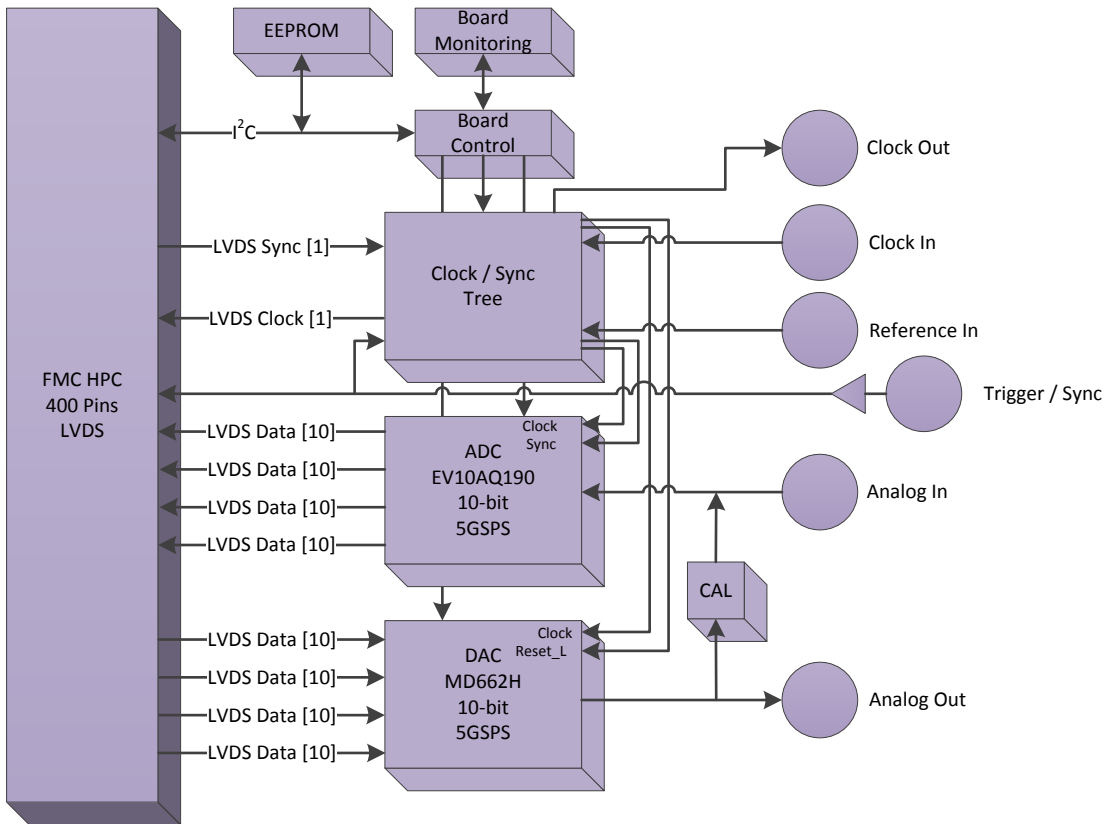 EEPROM
Board
Monitoring
I²C
Board
Control
Clock Out
LVDS Sync [1]
Clock / Sync
Tree
Clock In
LVDS Clock [1]
Reference In
FMC HPC
400 Pins
LVDS
Trigger / Sync
LVDS Data [10]
LVDS Data [10]
LVDS Data [10]
LVDS Data [10]
Clock
Sync
ADC
EV10AQ190
10-bit
5GSPS
Analog In
CAL
LVDS Data [10]
LVDS Data [10]
LVDS Data [10]
LVDS Data [10]
Clock
Reset_L
DAC
MD662H
10-bit
5GSPS
Analog Out